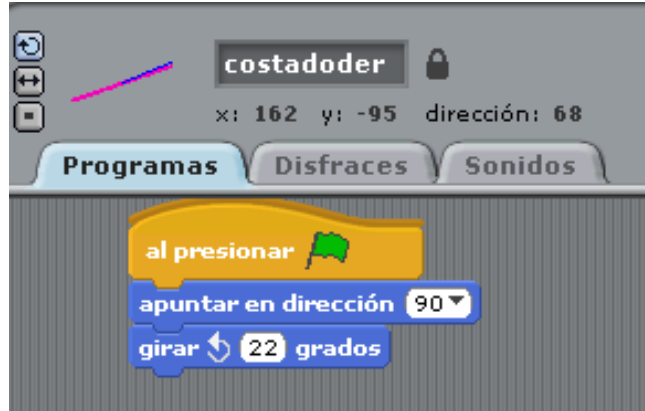 costadoder
x: 162 y: -95 dirección: 68
Programas Disfraces Sonidos
al presionar
apuntar en dirección 90
girar 22 grados